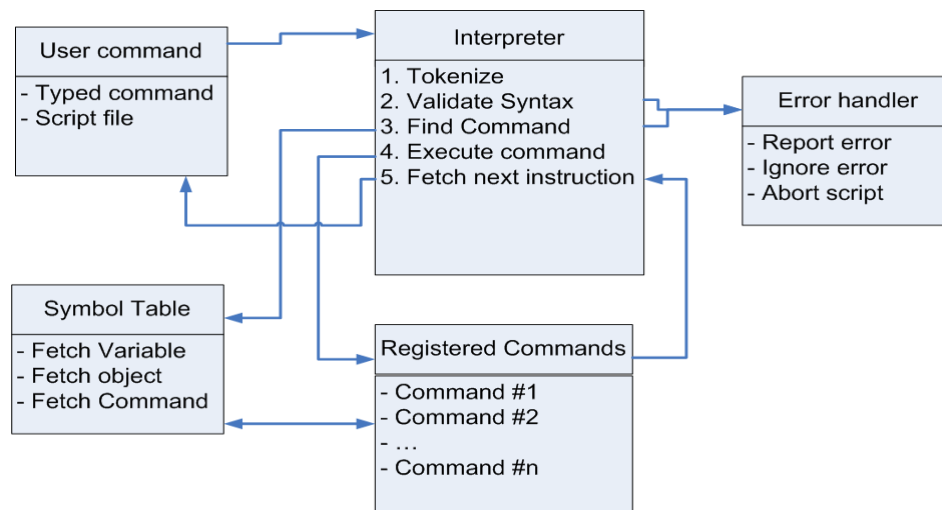 User command
- Typed command
- Script file
Interpreter
1. Tokenize
2. Validate Syntax
3. Find Command
4. Execute command
5. Fetch next instruction
Error handler
- Report error
- Ignore error
- Abort script
Symbol Table
- Fetch Variable
- Fetch object
- Fetch Command
Registered Commands
- Command #1
- Command #2
- ...
- Command #n